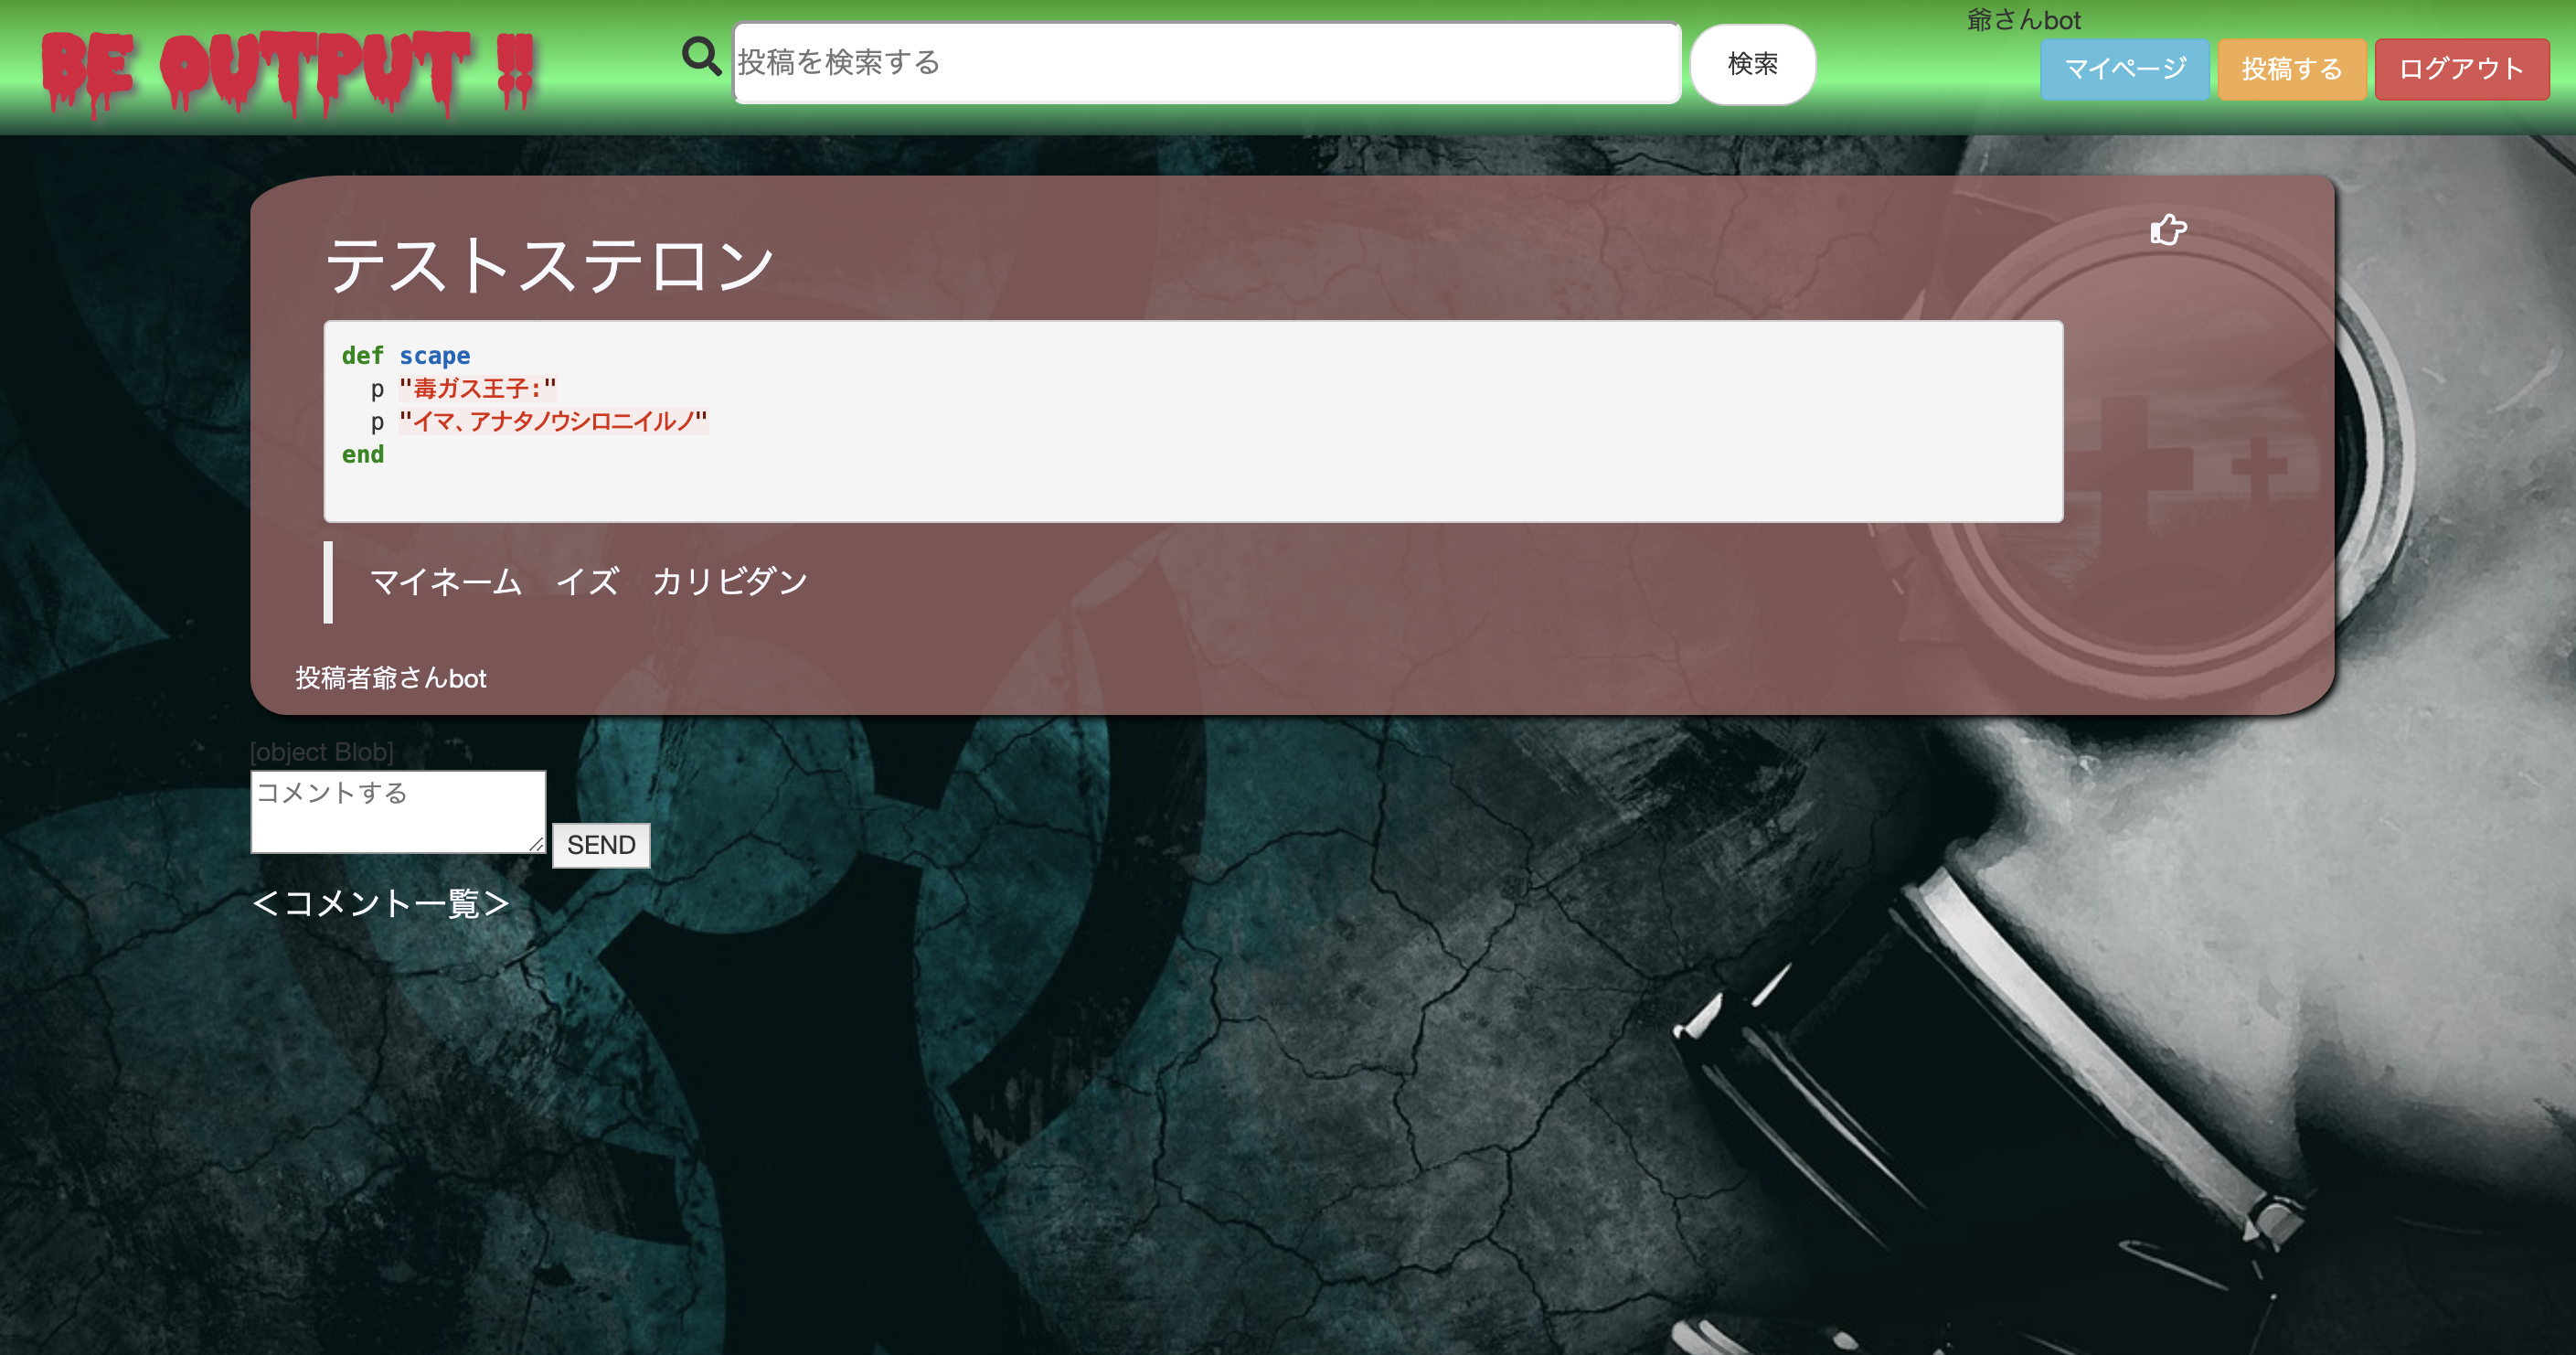 BE OUTPUT !!
投稿を検索する
検索
爺さんbot
マイページ
投稿する
ログアウト
テストステロン
def scape
p "毒ガス王子:"
p "イマ、アナタノウシロニイルノ"
end
マイネーム　イズ　カリビダン
投稿者爺さんbot
[object Blob]
コメントする
SEND
＜コメント一覧＞